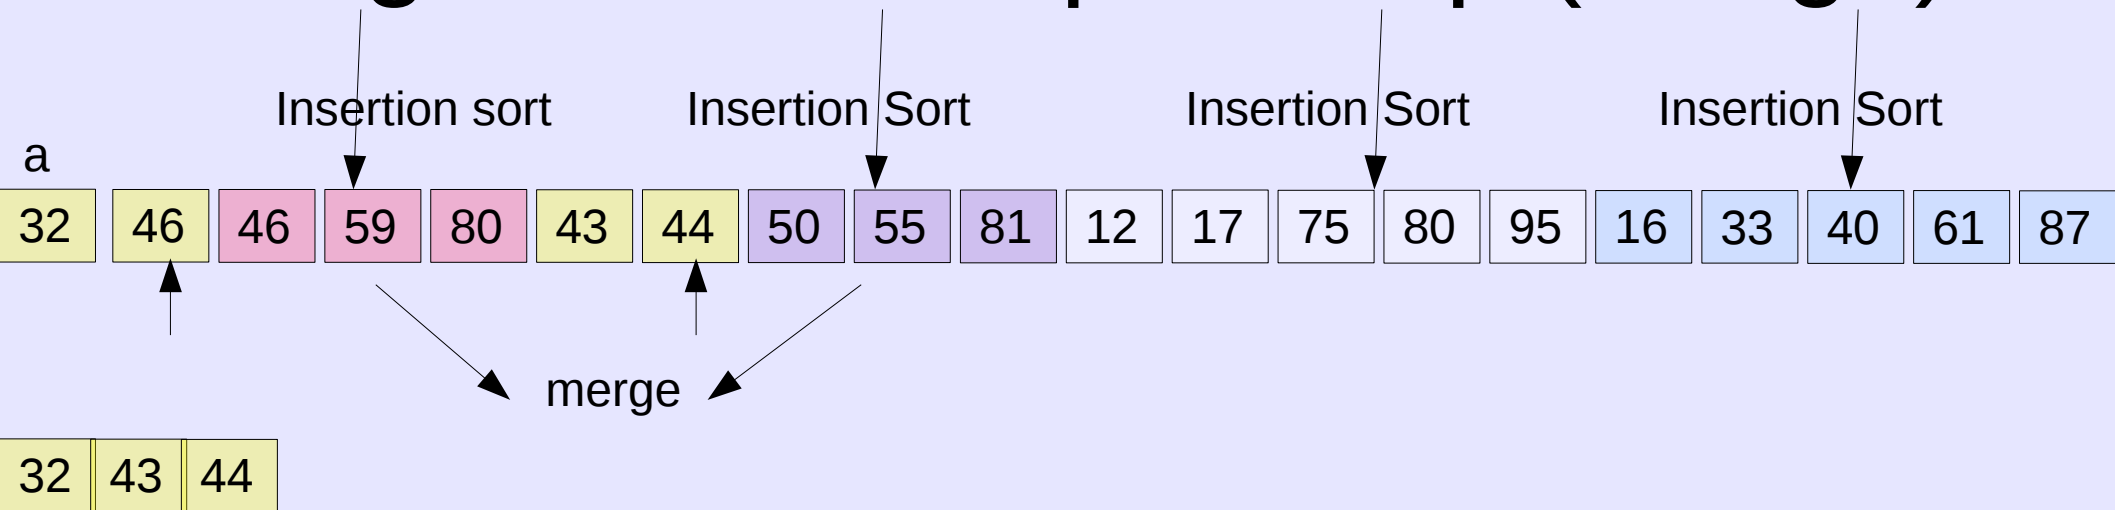 Insertion sort Insertion Sort Insertion Sort Insertion Sort
a
32 46 46 59 80 43 44 50 55 81 12 17 75 80 95 16 33 40 61 87
merge
32 43 44